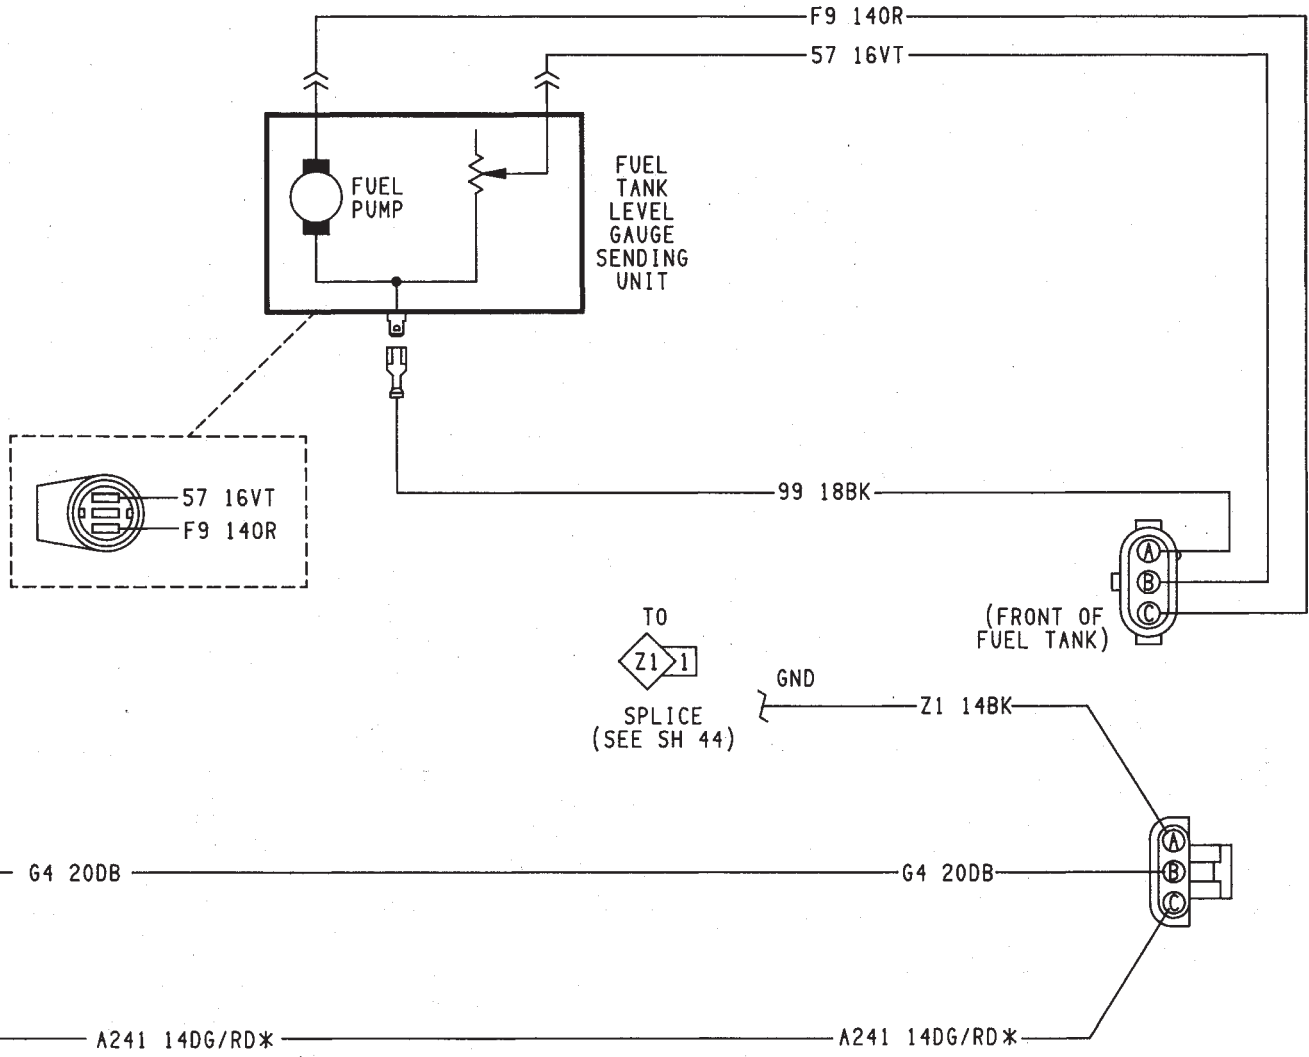 F9 14OR
57 16VT
FUEL
PUMP
FUEL
TANK
LEVEL
GAUGE
SENDING
UNIT
57 16VT
F9 14OR
99 18BK
A
B
C
(FRONT OF
FUEL TANK)
TO
Z1 1
SPLICE
(SEE SH 44)
GND
Z1 14BK
A
B
C
G4 20DB
G4 20DB
A241 14DG/RD*
A241 14DG/RD*